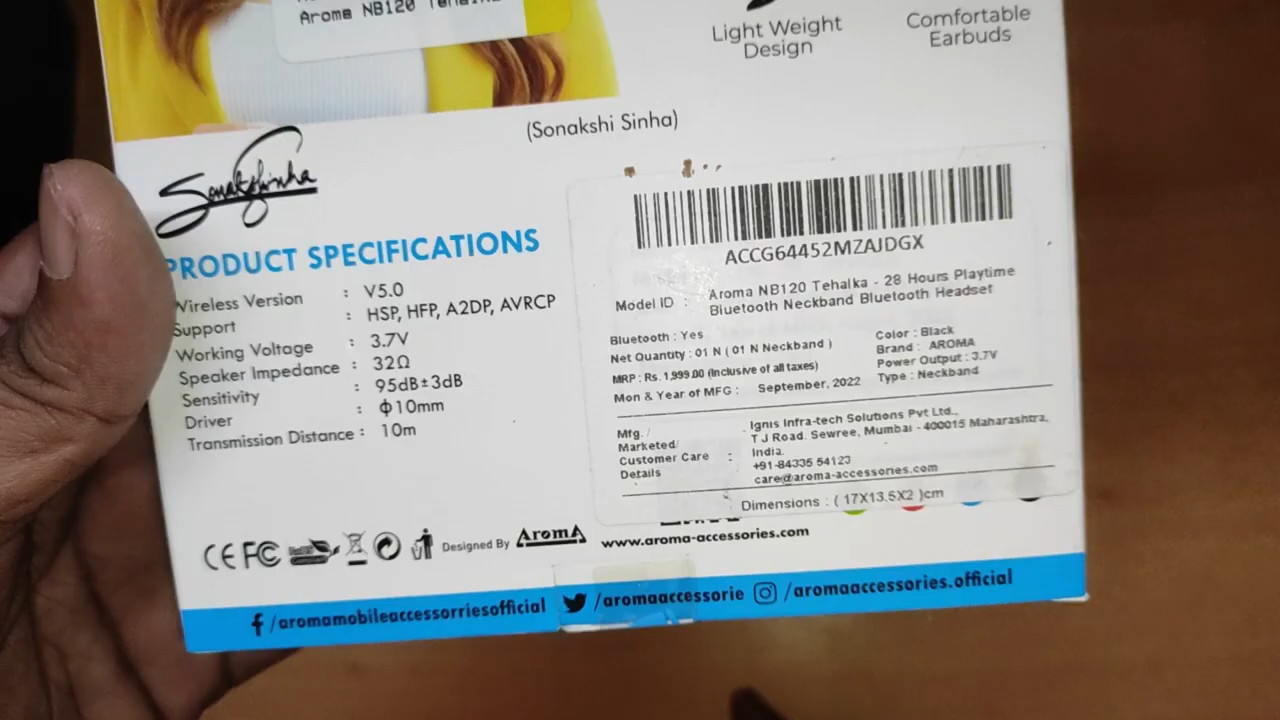 Aroma NB120
Light Weight
Design
Comfortable
Earbuds
(Sonakshi Sinha)
Sonakshi Sinha
PRODUCT SPECIFICATIONS
Wireless Version : V5.0
Support : HSP, HFP, A2DP, AVRCP
Working Voltage : 3.7V
Speaker Impedance : 32Ω
Sensitivity : 95dB±3dB
Driver : Φ10mm
Transmission Distance : 10m
ACCG64452MZAJDGX
Model ID : Aroma NB120 Tehalka - 28 Hours Playtime
Bluetooth Neckband Bluetooth Headset
Bluetooth : Yes
Net Quantity : 01 N ( 01 N Neckband )
MRP : Rs. 1,999.00 (Inclusive of all taxes)
Mon & Year of MFG : September, 2022
Color : Black
Brand : AROMA
Power Output : 3.7V
Type : Neckband
Mfg. /
Marketed/
Customer Care :
Details
Ignis Infra-tech Solutions Pvt Ltd.,
T J Road. Sewree, Mumbai - 400015 Maharashtra,
India.
+91-84335 54123
care@aroma-accessories.com
Dimensions : ( 17X13.5X2 )cm
CE FC
Designed By AromA
www.aroma-accessories.com
/aromamobileaccessorriesofficial
/aromaaccessorie
/aromaaccessories.official